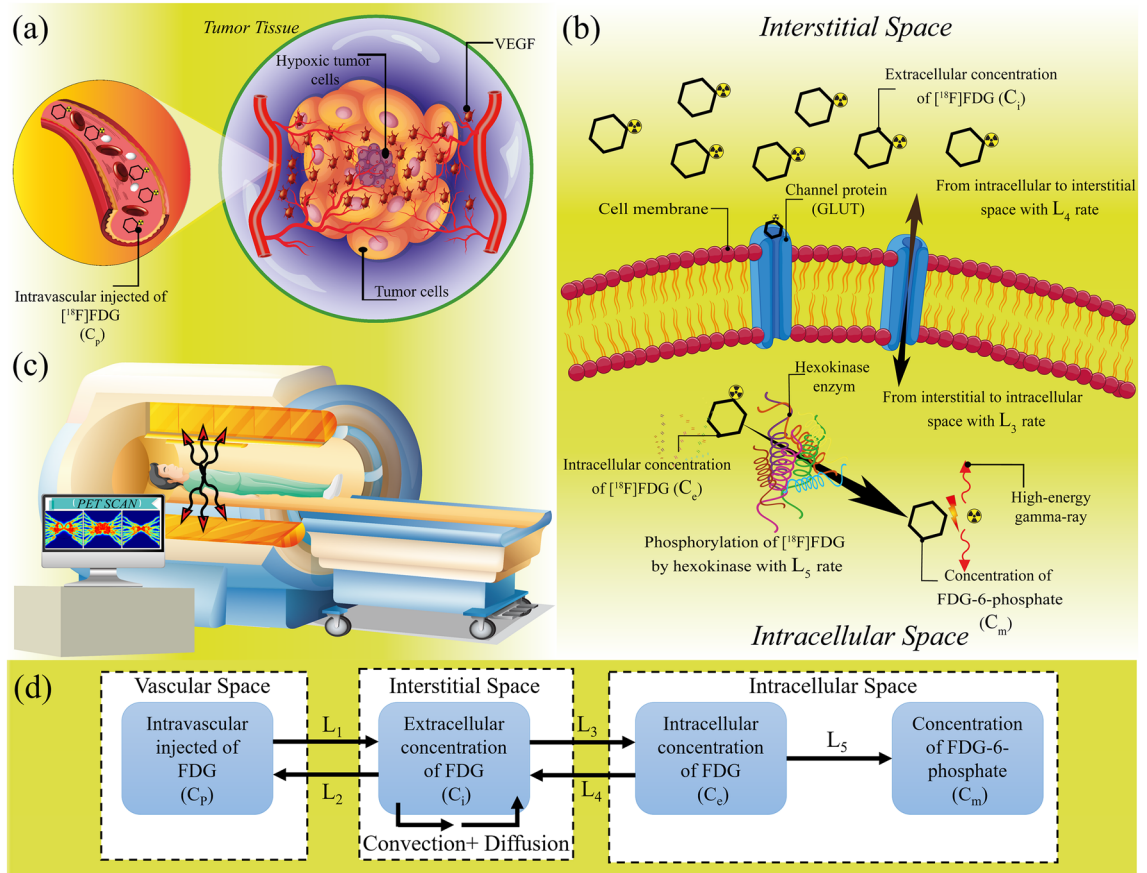 (a)
Tumor Tissue
VEGF
Hypoxic tumor
cells
Tumor cells
Intravascular injected of
[¹⁸F]FDG
(Cₚ)
(b)
Interstitial Space
Extracellular concentration
of [¹⁸F]FDG (Cᵢ)
Channel protein
(GLUT)
From intracellular to interstitial
space with L₄ rate
Cell membrane
Hexokinase
enzym
From interstitial to intracellular
space with L₃ rate
Intracellular concentration
of [¹⁸F]FDG (Cₑ)
High-energy
gamma-ray
Phosphorylation of [¹⁸F]FDG
by hexokinase with L₅ rate
Concentration of
FDG-6-phosphate
(Cₘ)
Intracellular Space
(c)
PET SCAN
(d)
Vascular Space
Intravascular
injected of
FDG
(C_P)
L₁
L₂
Interstitial Space
Extracellular
concentration
of FDG
(Cᵢ)
Convection+ Diffusion
L₃
L₄
Intracellular Space
Intracellular
concentration
of FDG
(Cₑ)
L₅
Concentration
of FDG-6-
phosphate
(Cₘ)